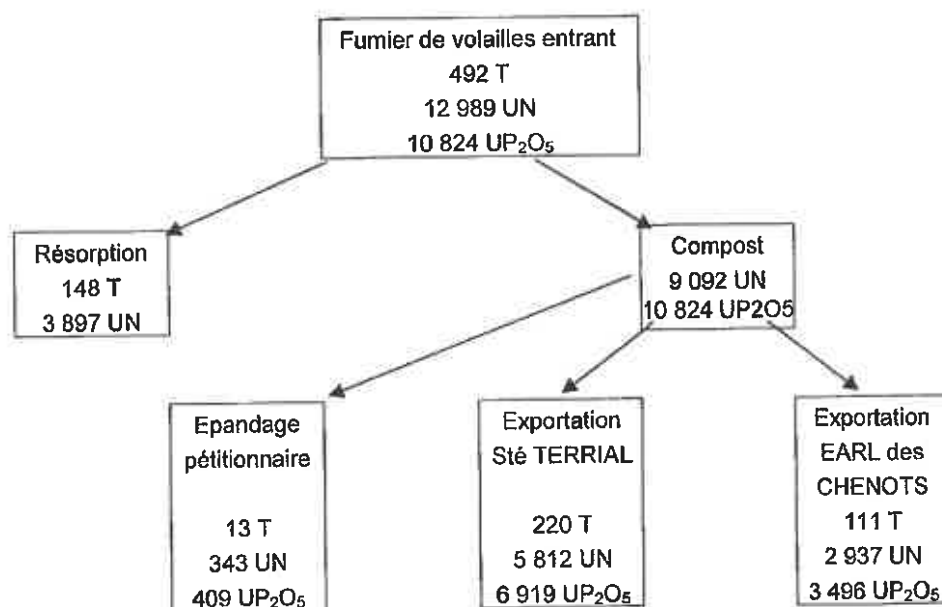 Fumier de volailles entrant
492 T
12 989 UN
10 824 UP₂O₅
Résorption
148 T
3 897 UN
Compost
9 092 UN
10 824 UP2O5
Epandage
pétitionnaire
13 T
343 UN
409 UP₂O₅
Exportation
Sté TERRIAL
220 T
5 812 UN
6 919 UP₂O₅
Exportation
EARL des
CHENOTS
111 T
2 937 UN
3 496 UP₂O₅